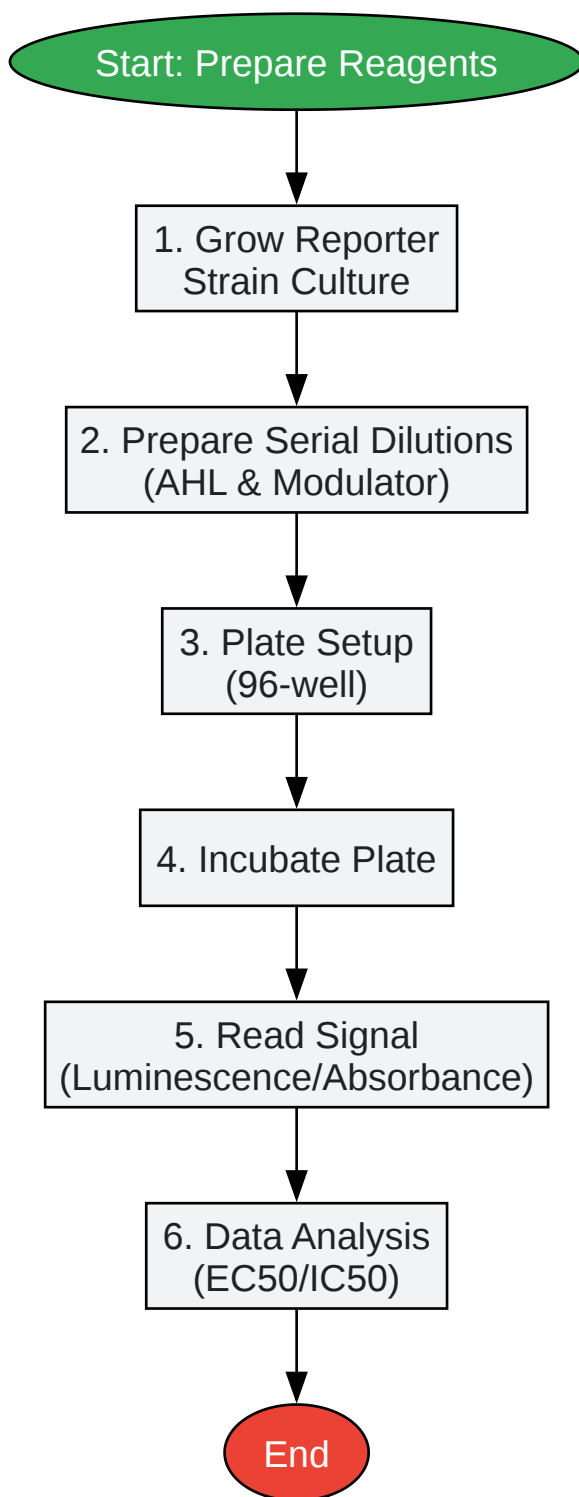 Start: Prepare Reagents
1. Grow Reporter
Strain Culture
2. Prepare Serial Dilutions
(AHL & Modulator)
3. Plate Setup
(96-well)
4. Incubate Plate
5. Read Signal
(Luminescence/Absorbance)
6. Data Analysis
(EC50/IC50)
End